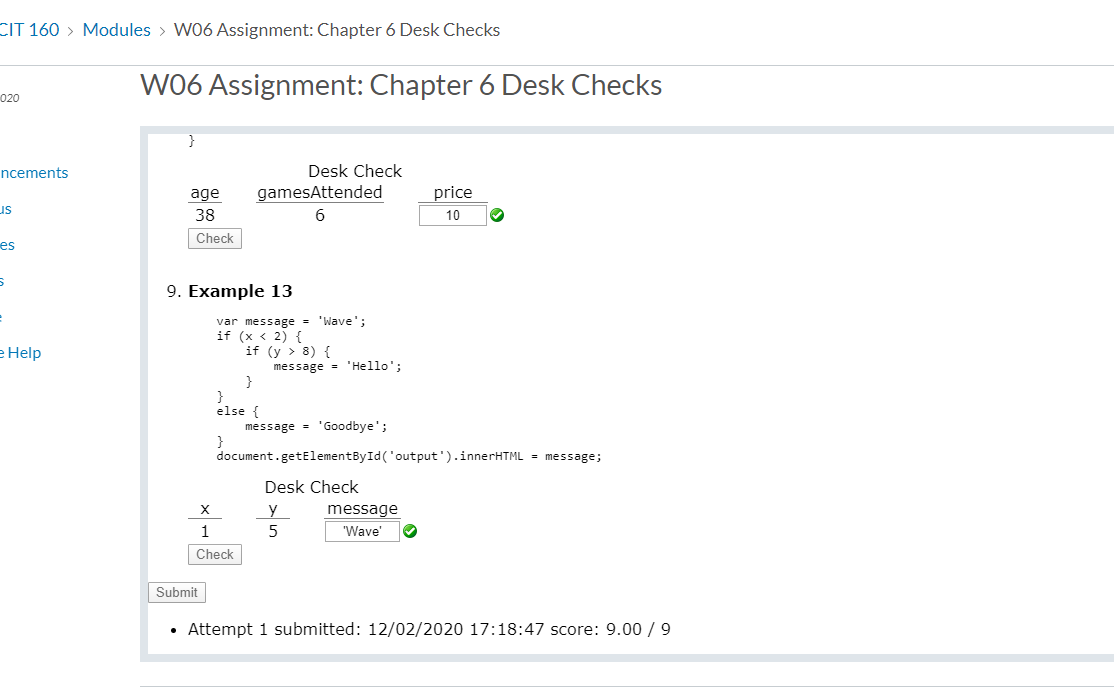 CIT 160 > Modules > W06 Assignment: Chapter 6 Desk Checks
W06 Assignment: Chapter 6 Desk Checks
020
ncements
us
es
s
e
e Help
}
Desk Check
age gamesAttended price
38 6 10
Check
9. Example 13
var message = 'Wave';
if (x < 2) {
if (y > 8) {
message = 'Hello';
}
}
else {
message = 'Goodbye';
}
document.getElementById('output').innerHTML = message;
Desk Check
x y message
1 5 'Wave'
Check
Submit
• Attempt 1 submitted: 12/02/2020 17:18:47 score: 9.00 / 9